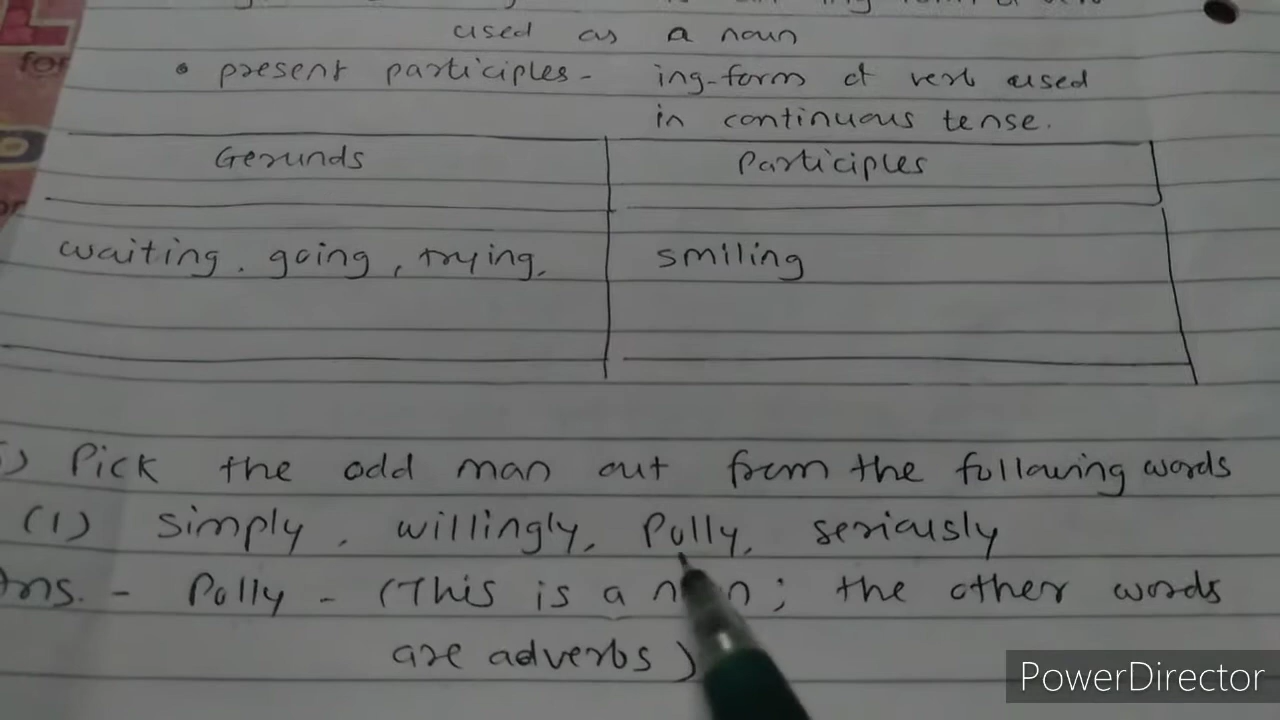 used as a noun
• present participles - ing-form of verb used
in continuous tense.
Gerunds Participles
waiting. going, trying, smiling
Pick the odd man out from the following words
(1) simply, willingly, Polly, seriously
Ans. - Polly - (This is a ; the other words
are adverbs)
PowerDirector
for